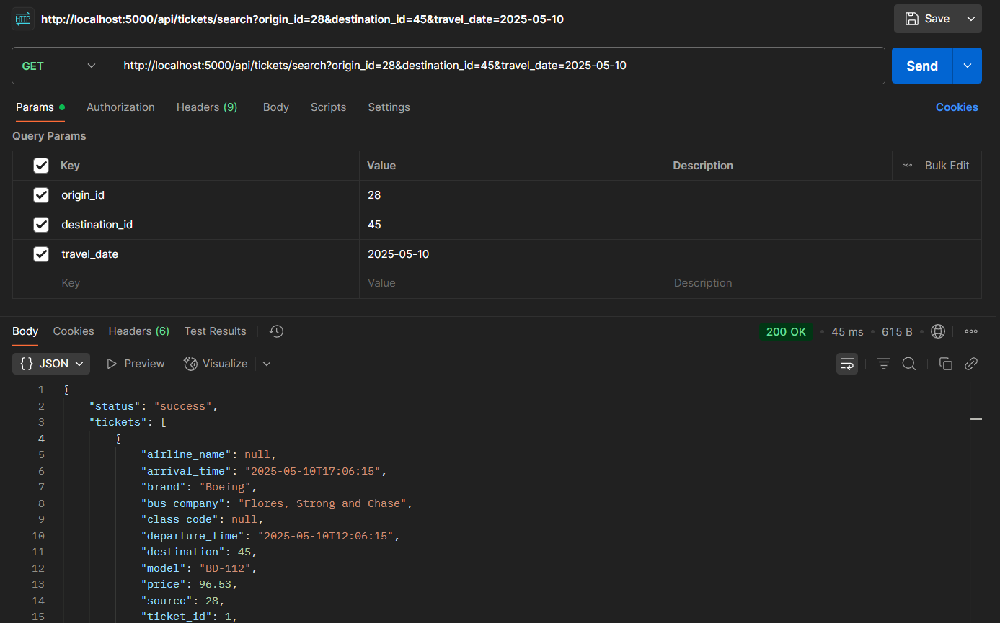 HTTP http://localhost:5000/api/tickets/search?origin_id=28&destination_id=45&travel_date=2025-05-10 Save
GET http://localhost:5000/api/tickets/search?origin_id=28&destination_id=45&travel_date=2025-05-10 Send
Params Authorization Headers (9) Body Scripts Settings Cookies
Query Params
Key Value Description Bulk Edit
origin_id 28
destination_id 45
travel_date 2025-05-10
Key Value Description
Body Cookies Headers (6) Test Results 200 OK 45 ms 615 B
{} JSON Preview Visualize
1 {
2 "status": "success",
3 "tickets": [
4 {
5 "airline_name": null,
6 "arrival_time": "2025-05-10T17:06:15",
7 "brand": "Boeing",
8 "bus_company": "Flores, Strong and Chase",
9 "class_code": null,
10 "departure_time": "2025-05-10T12:06:15",
11 "destination": 45,
12 "model": "BD-112",
13 "price": 96.53,
14 "source": 28,
15 "ticket_id": 1,